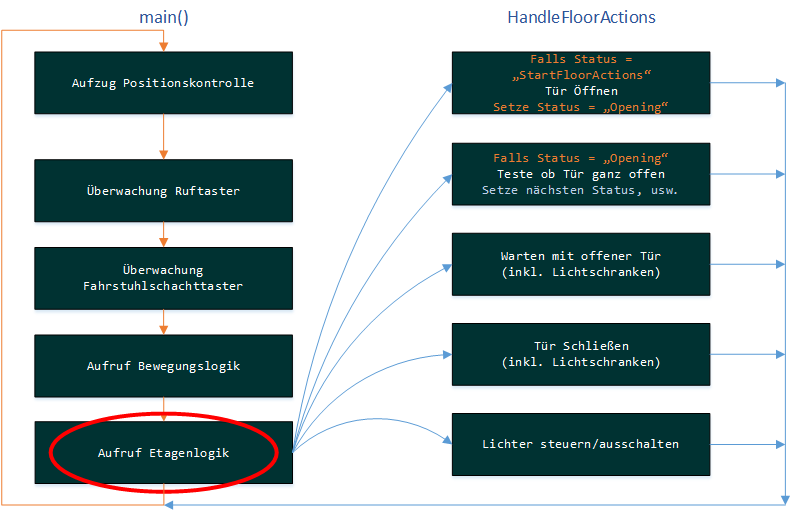 main()
Aufzug Positionskontrolle
Überwachung Ruftaster
Überwachung
Fahrstuhlschachttaster
Aufruf Bewegungslogik
Aufruf Etagenlogik
HandleFloorActions
Falls Status =
„StartFloorActions“
Tür Öffnen
Setze Status = „Opening“
Falls Status = „Opening“
Teste ob Tür ganz offen
Setze nächsten Status, usw.
Warten mit offener Tür
(inkl. Lichtschranken)
Tür Schließen
(inkl. Lichtschranken)
Lichter steuern/ausschalten